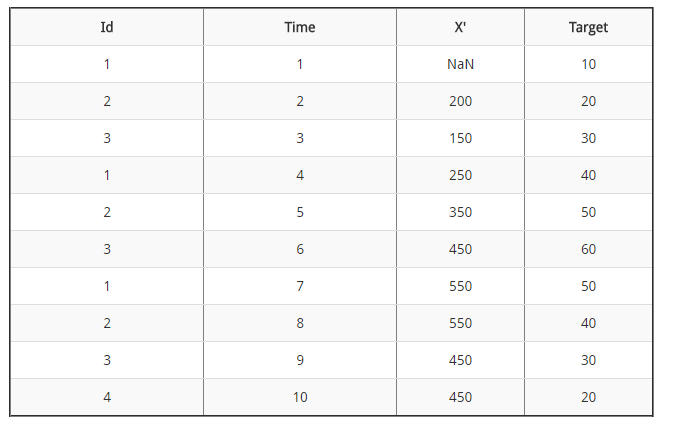 Id Time X' Target
1 1 NaN 10
2 2 200 20
3 3 150 30
1 4 250 40
2 5 350 50
3 6 450 60
1 7 550 50
2 8 550 40
3 9 450 30
4 10 450 20